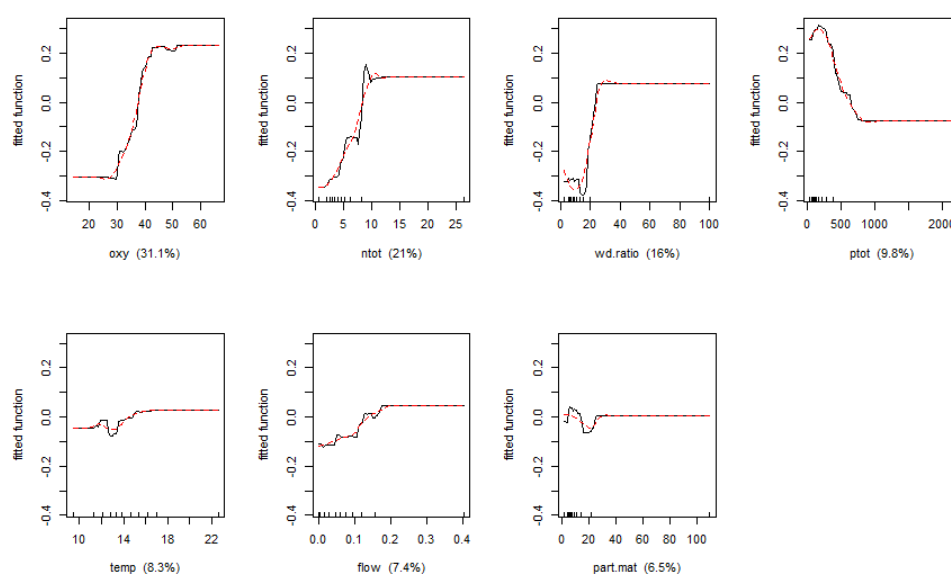 fitted function
0.2
0.0
-0.2
-0.4
20 30 40 50 60
oxy (31.1%)
fitted function
0.2
0.0
-0.2
-0.4
0 5 10 15 20 25
ntot (21%)
fitted function
0.2
0.0
-0.2
-0.4
0 20 40 60 80 100
wd.ratio (16%)
fitted function
0.2
0.0
-0.2
-0.4
0 500 1000 2000
ptot (9.8%)
fitted function
0.2
0.0
-0.2
-0.4
10 14 18 22
temp (8.3%)
fitted function
0.2
0.0
-0.2
-0.4
0.0 0.1 0.2 0.3 0.4
flow (7.4%)
fitted function
0.2
0.0
-0.2
-0.4
0 20 40 60 80 100
part.mat (6.5%)